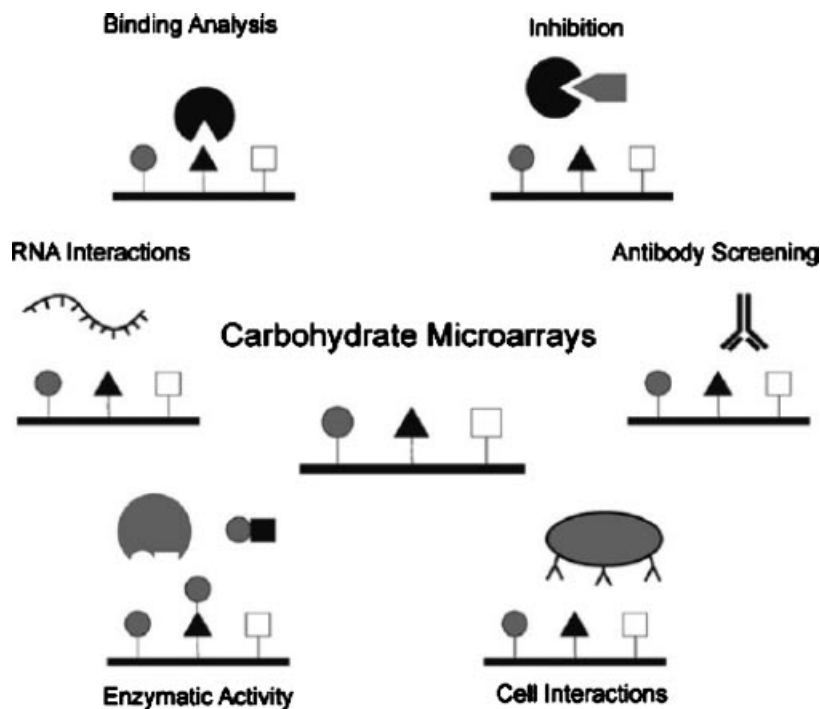 Binding Analysis
Inhibition
RNA Interactions
Antibody Screening
Carbohydrate Microarrays
Enzymatic Activity
Cell Interactions